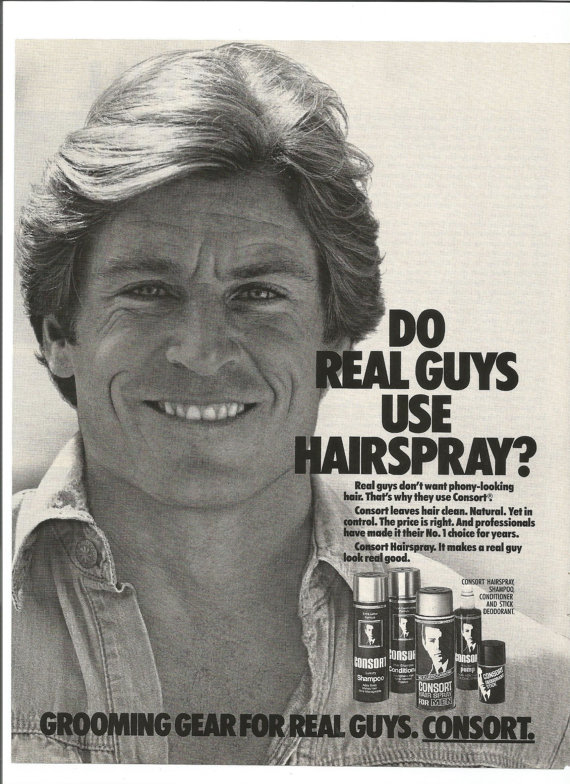 DO
REAL GUYS
USE
HAIRSPRAY?
Real guys don't want phony-looking
hair. That's why they use Consort®.
Consort leaves hair clean. Natural. Yet in
control. The price is right. And professionals
have made it their No. 1 choice for years.
Consort Hairspray. It makes a real guy
look real good.
CONSORT HAIRSPRAY,
SHAMPOO,
CONDITIONER
AND STICK
DEODORANT.
CONSORT
Shampoo
CONSORT
Conditioner
CONSORT
HAIR SPRAY
FOR MEN
CONSORT
pump
CONSORT
GROOMING GEAR FOR REAL GUYS. CONSORT.